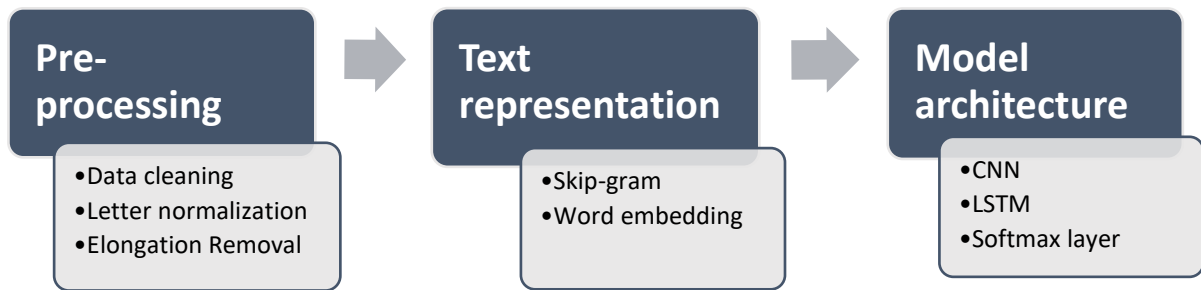 Pre-
processing
•Data cleaning
•Letter normalization
•Elongation Removal
Text
representation
•Skip-gram
•Word embedding
Model
architecture
•CNN
•LSTM
•Softmax layer